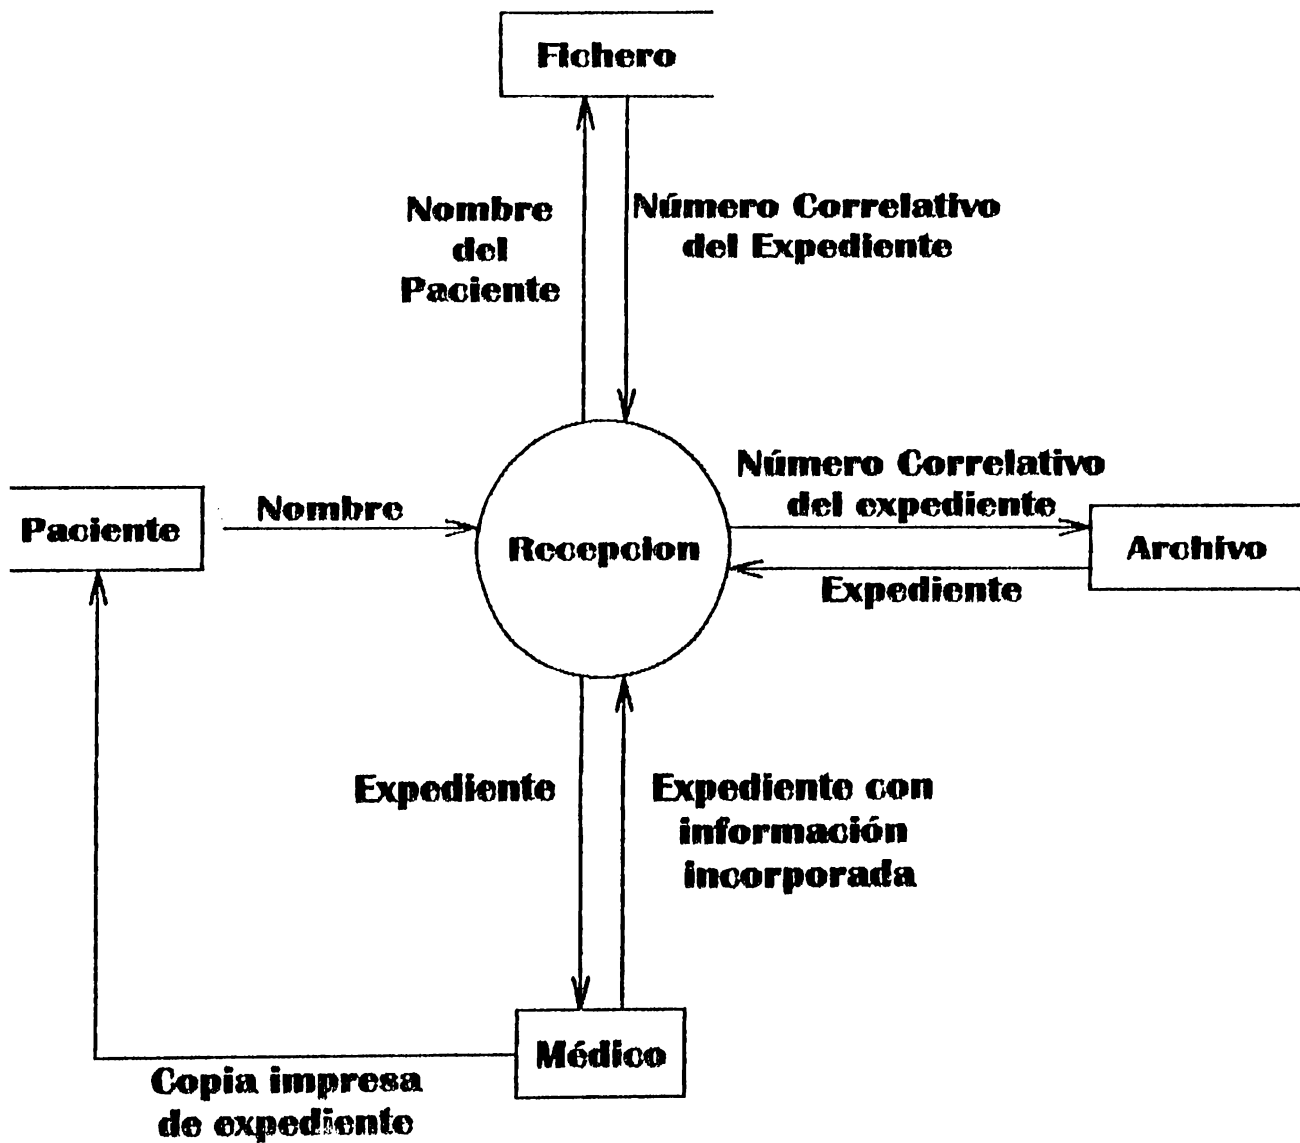 Fichero
Nombre
del
Paciente
Número Correlativo
del Expediente
Paciente
Nombre
Recepcion
Número Correlativo
del expediente
Archivo
Expediente
Expediente
Expediente con
información
incorporada
Médico
Copia impresa
de expediente